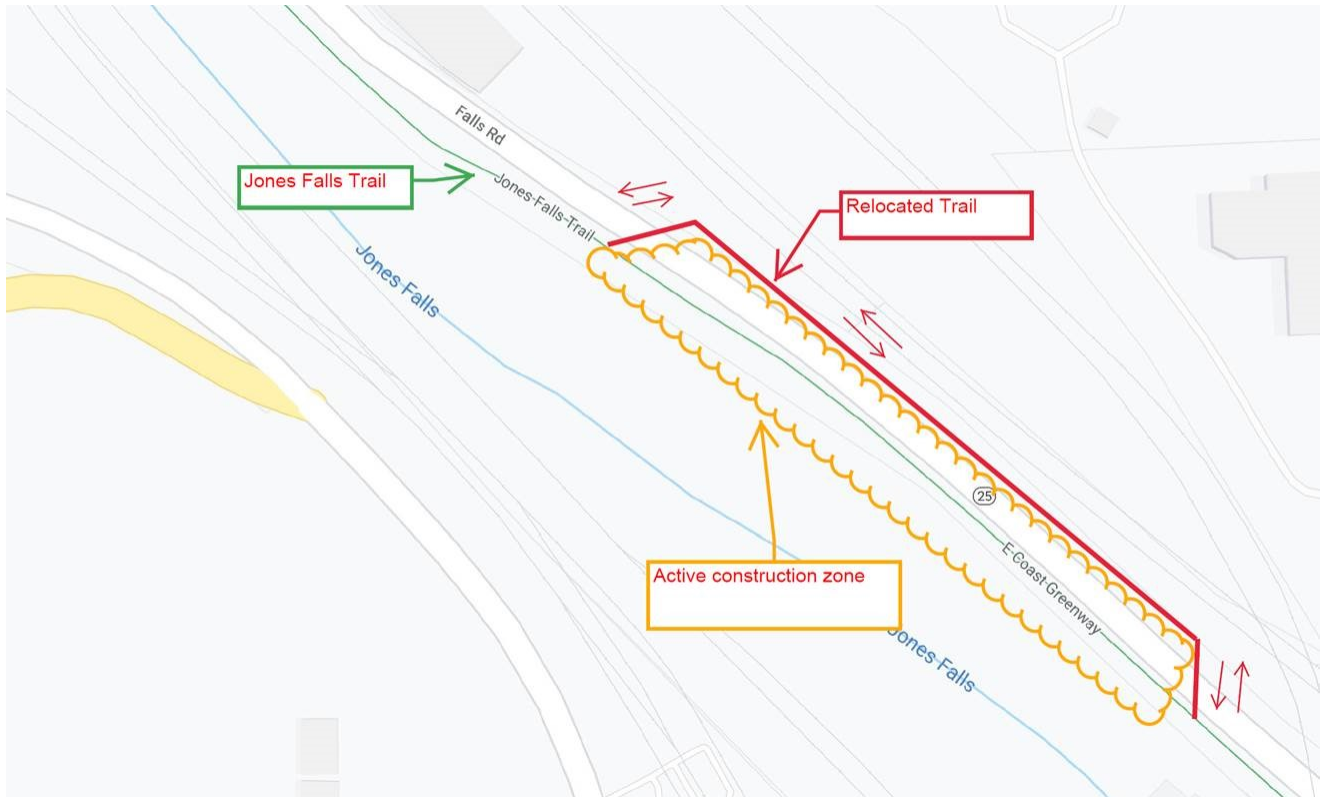 Falls Rd
Jones Falls Trail
Jones-Falls-Trail
Relocated Trail
Jones Falls
25
E-Coast-Greenway
Active construction zone
Jones Falls